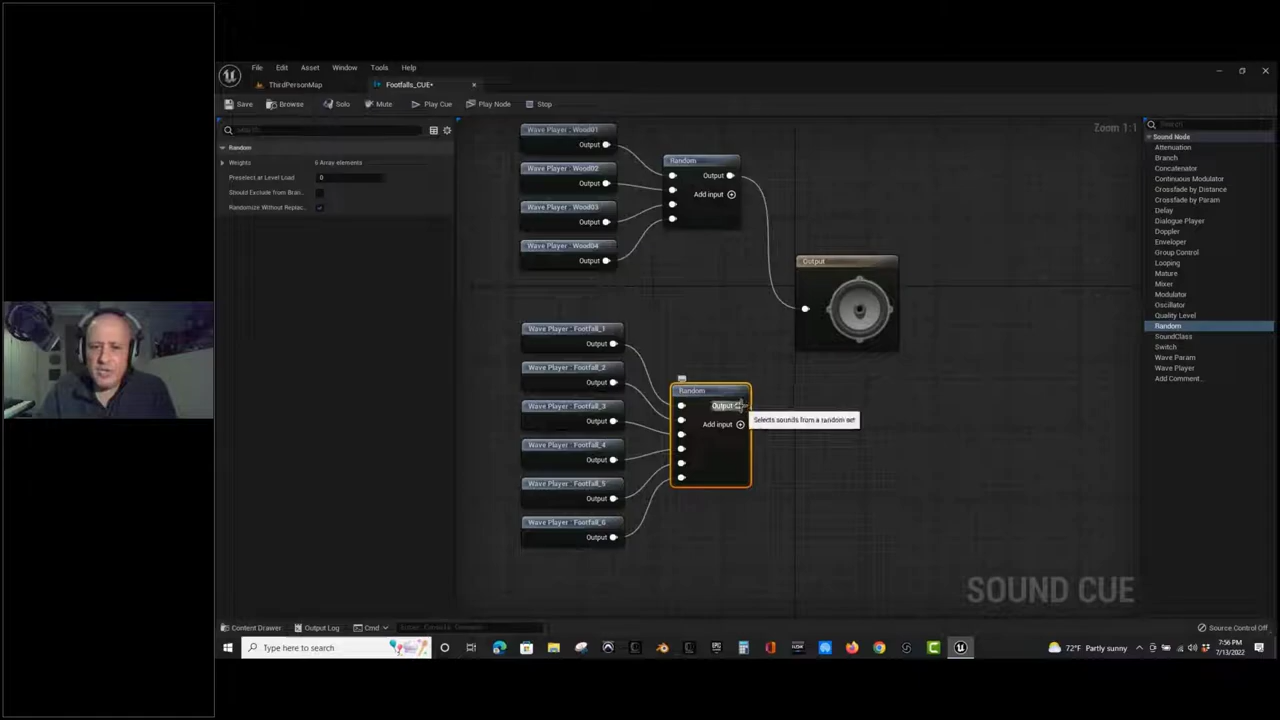 File Edit Asset Window Tools Help
ThirdPersonMap
Footfalls_CUE•
Save Browse Solo Mute Play Cue Play Node Stop
Search
Random
Weights 6 Array elements
Preselect at Level Load 0
Should Exclude from Bran...
Randomize Without Replac...
Wave Player : Wood01
Output
Wave Player : Wood02
Output
Wave Player : Wood03
Output
Wave Player : Wood04
Output
Random
Output
Add input
Output
Wave Player : Footfall_1
Output
Wave Player : Footfall_2
Output
Wave Player : Footfall_3
Output
Wave Player : Footfall_4
Output
Wave Player : Footfall_5
Output
Wave Player : Footfall_6
Output
Random
Output
Add input
Selects sounds from a random set
Zoom 1:1
SOUND CUE
Search
Sound Node
Attenuation
Branch
Concatenator
Continuous Modulator
Crossfade by Distance
Crossfade by Param
Delay
Dialogue Player
Doppler
Enveloper
Group Control
Looping
Mature
Mixer
Modulator
Oscillator
Quality Level
Random
SoundClass
Switch
Wave Param
Wave Player
Add Comment...
Content Drawer Output Log Cmd Enter Console Command
Source Control Off
Type here to search
72°F Partly sunny
7:56 PM
7/13/2022